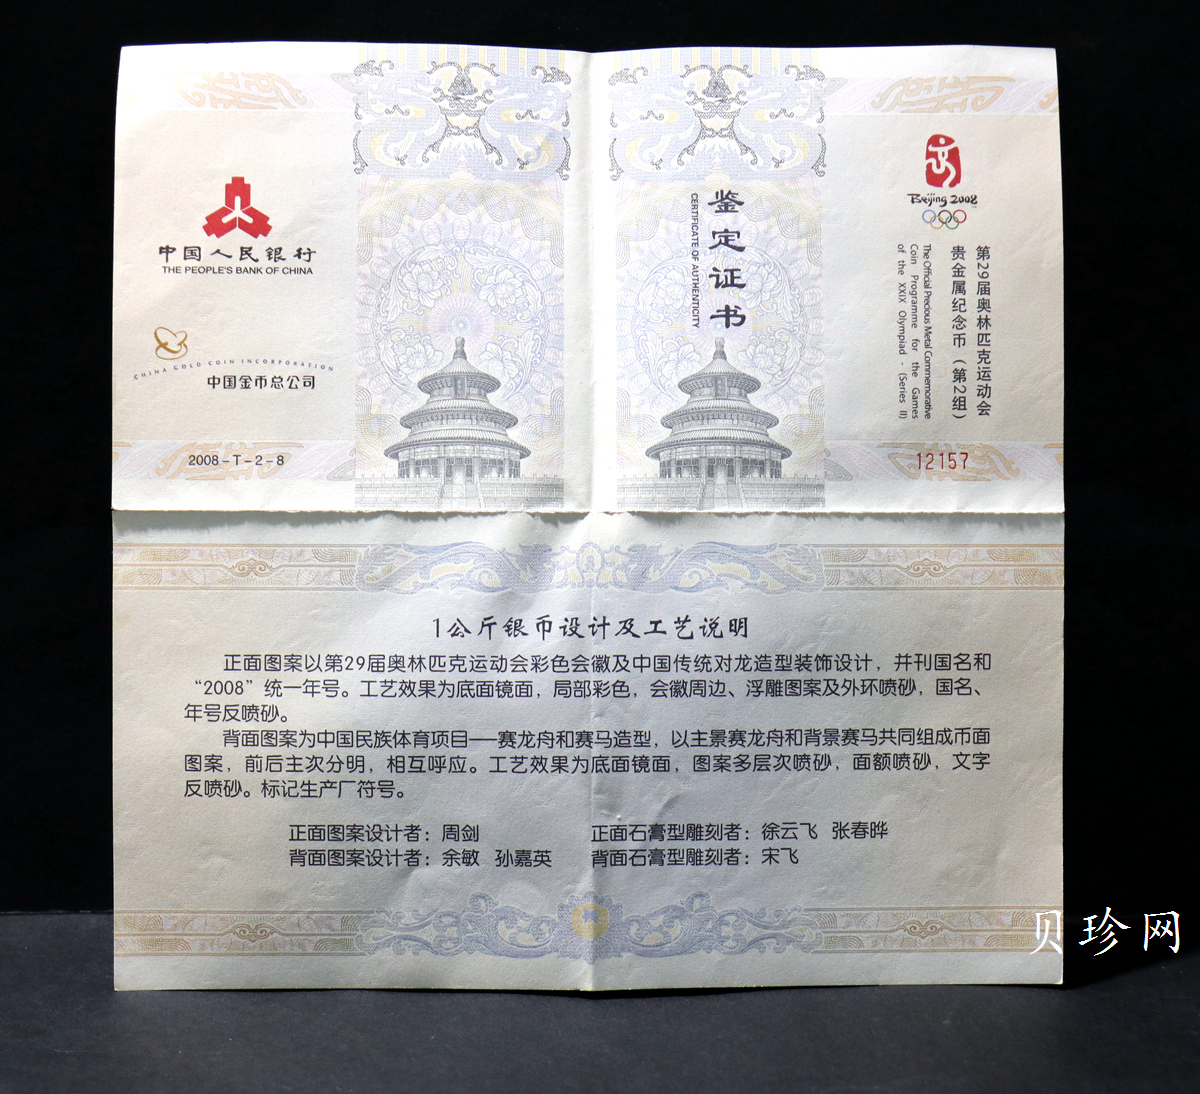 中国人民银行
THE PEOPLE'S BANK OF CHINA
CHINA GOLD COIN INCORPORATION
中国金币总公司
2008-T-2-8
鉴定证书
CERTIFICATE OF AUTHENTICITY
Beijing 2008
第29届奥林匹克运动会
贵金属纪念币（第2组）
The Official Precious Metal Commemorative
Coin Programme for the Games
of the XXIX Olympiad - (Series II)
12157
1公斤银币设计及工艺说明
正面图案以第29届奥林匹克运动会彩色会徽及中国传统对龙造型装饰设计，并刊国名和
“2008”统一年号。工艺效果为底面镜面，局部彩色，会徽周边、浮雕图案及外环喷砂，国名、
年号反喷砂。
背面图案为中国民族体育项目——赛龙舟和赛马造型，以主景赛龙舟和背景赛马共同组成币面
图案，前后主次分明，相互呼应。工艺效果为底面镜面，图案多层次喷砂，面额喷砂，文字
反喷砂。标记生产厂符号。
正面图案设计者：周剑 正面石膏型雕刻者：徐云飞 张春晔
背面图案设计者：余敏 孙嘉英 背面石膏型雕刻者：宋飞
贝珍网